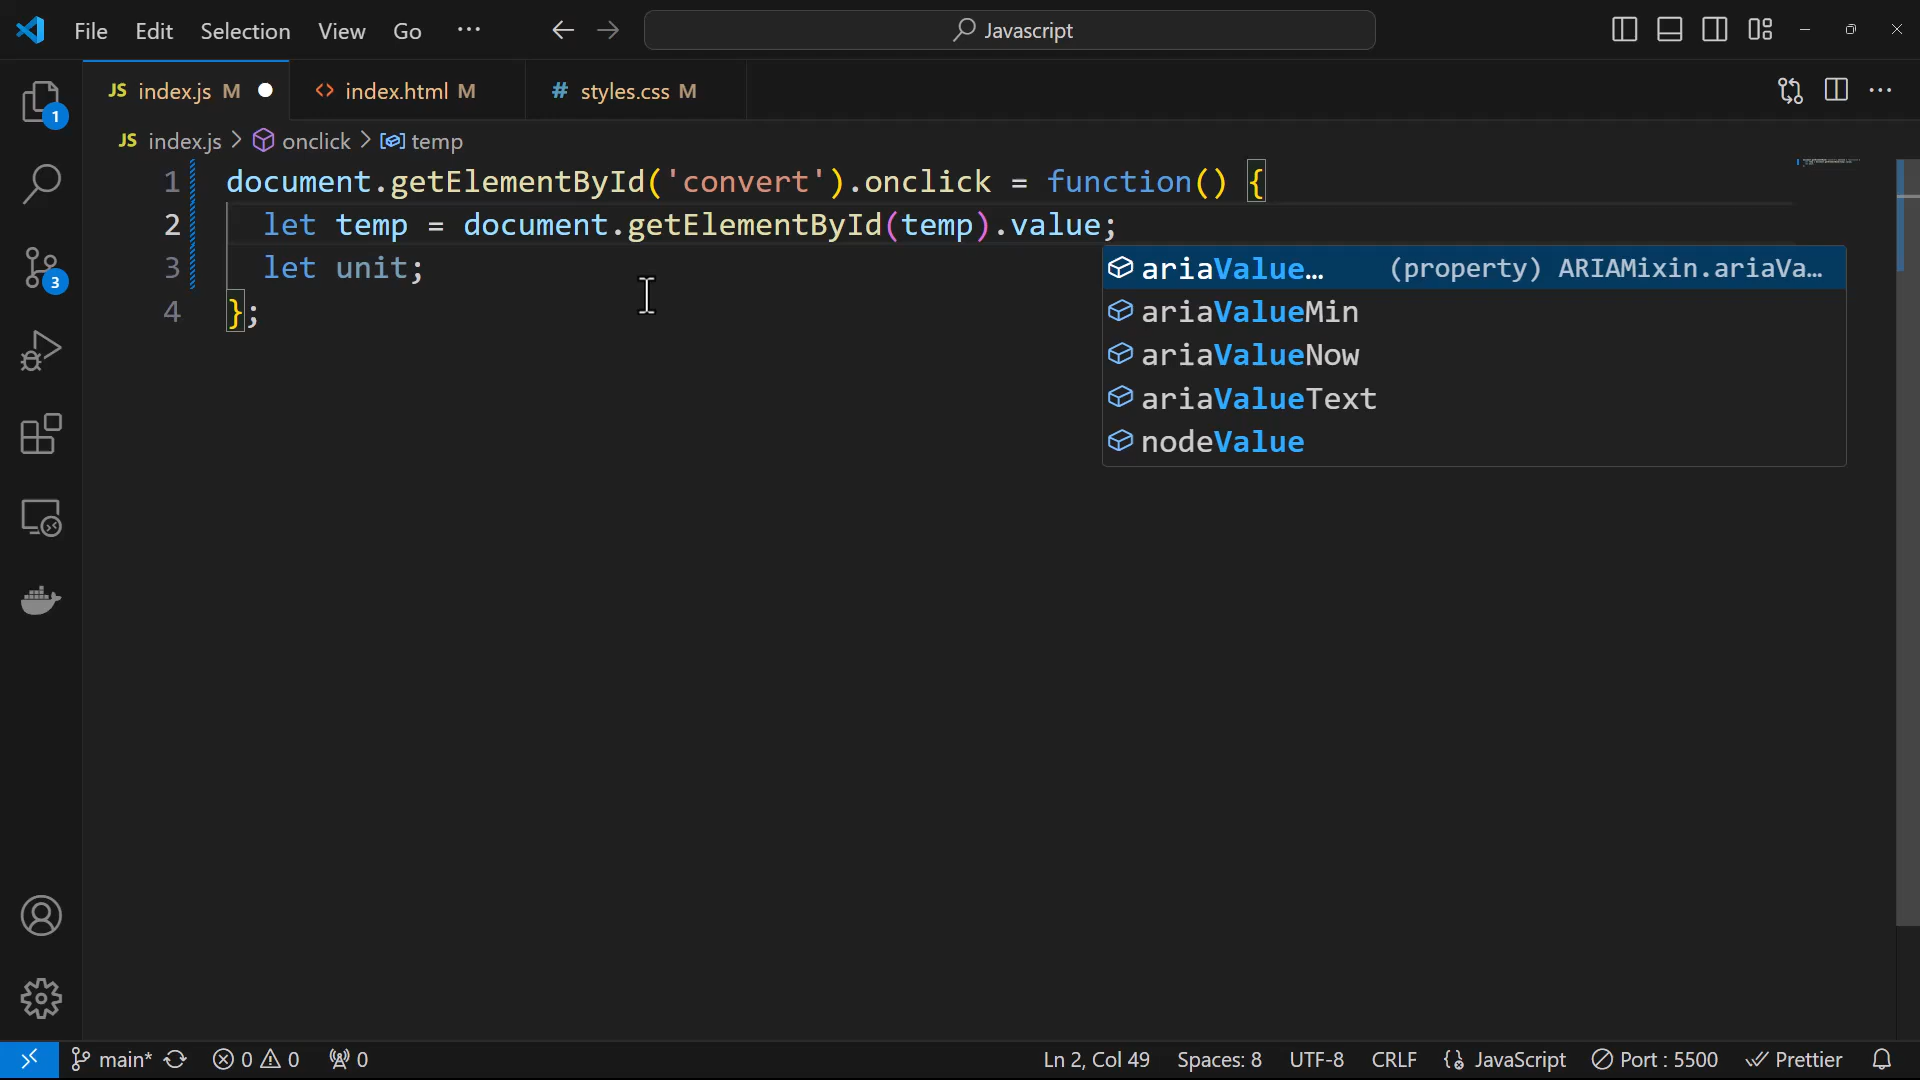 File Edit Selection View Go ··· Javascript
JS index.js M index.html M # styles.css M
JS index.js > onclick > temp
1 document.getElementById('convert').onclick = function() {
2 let temp = document.getElementById(temp).value;
3 let unit;
4 };
ariaValue… (property) ARIAMixin.ariaVa…
ariaValueMin
ariaValueNow
ariaValueText
nodeValue
1
3
main* 0 0 0 Ln 2, Col 49 Spaces: 8 UTF-8 CRLF {} JavaScript Port : 5500 Prettier